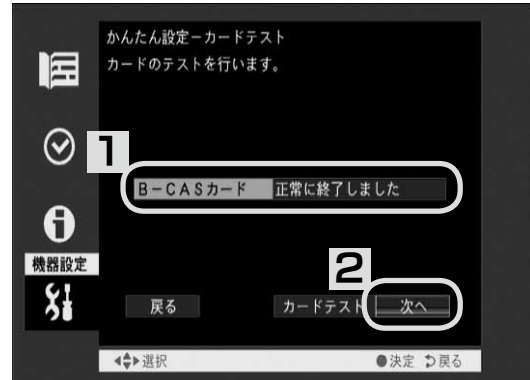 かんたん設定－カードテスト
カードのテストを行います。
1
B－CASカード 正常に終了しました
機器設定
2
戻る カードテスト 次へ
選択 決定 戻る